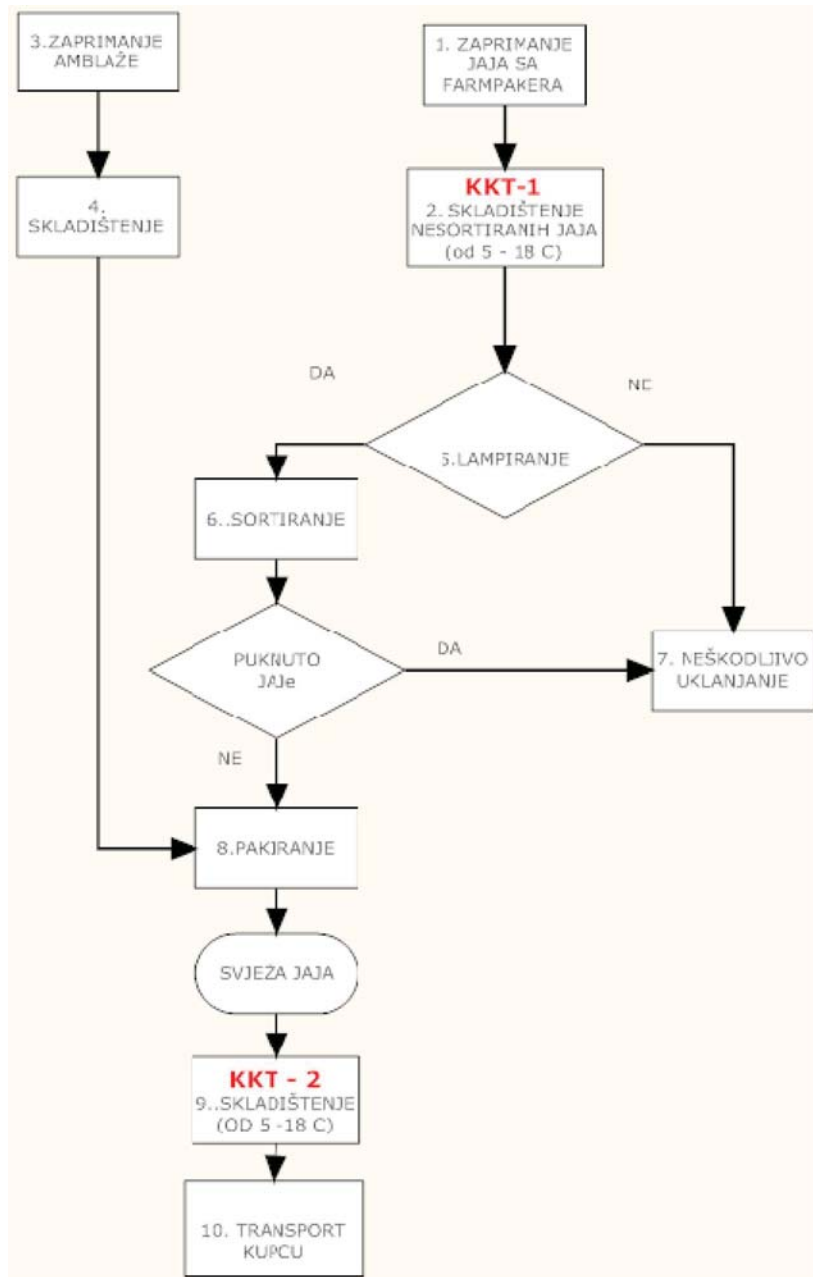 3.ZAPRIMANJE
AMBLAŽE
1. ZAPRIMANJE
JAJA SA
FARMPAKERA
4.
SKLADIŠTENJE
KKT-1
2. SKLADIŠTENJE
NESORTIRANIH JAJA
(od 5 - 18 C)
DA
NE
5.LAMPIRANJE
6..SORTIRANJE
PUKNUTO
JAJe
DA
7. NEŠKODLJIVO
UKLANJANJE
NE
8.PAKIRANJE
SVJEŽA JAJA
KKT - 2
9..SKLADIŠTENJE
(OD 5 -18 C)
10. TRANSPORT
KUPCU